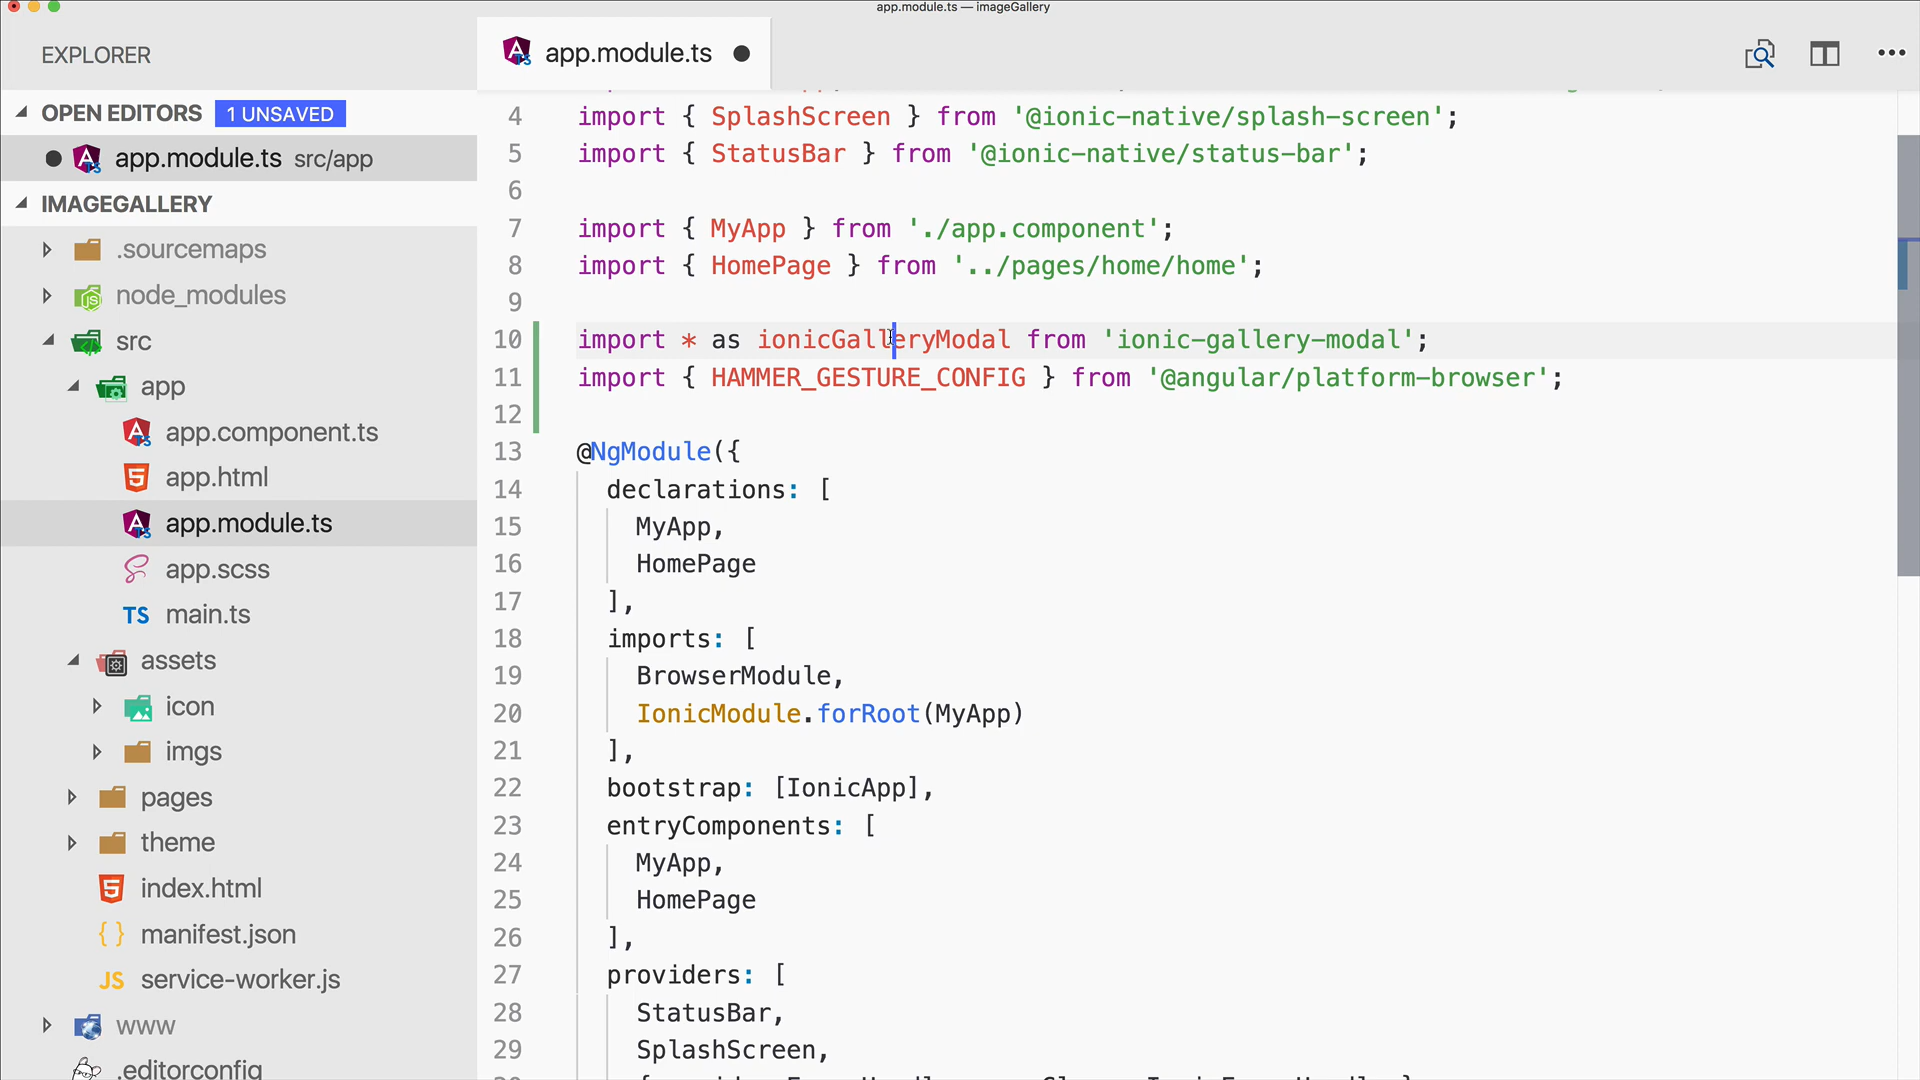 app.module.ts — imageGallery
EXPLORER
app.module.ts
OPEN EDITORS 1 UNSAVED
app.module.ts src/app
IMAGEGALLERY
.sourcemaps
node_modules
src
app
app.component.ts
app.html
app.module.ts
app.scss
TS main.ts
assets
icon
imgs
pages
theme
index.html
{ } manifest.json
JS service-worker.js
www
.editorconfig
4 import { SplashScreen } from '@ionic-native/splash-screen';
5 import { StatusBar } from '@ionic-native/status-bar';
6
7 import { MyApp } from './app.component';
8 import { HomePage } from '../pages/home/home';
9
10 import * as ionicGalleryModal from 'ionic-gallery-modal';
11 import { HAMMER_GESTURE_CONFIG } from '@angular/platform-browser';
12
13 @NgModule({
14 declarations: [
15 MyApp,
16 HomePage
17 ],
18 imports: [
19 BrowserModule,
20 IonicModule.forRoot(MyApp)
21 ],
22 bootstrap: [IonicApp],
23 entryComponents: [
24 MyApp,
25 HomePage
26 ],
27 providers: [
28 StatusBar,
29 SplashScreen,